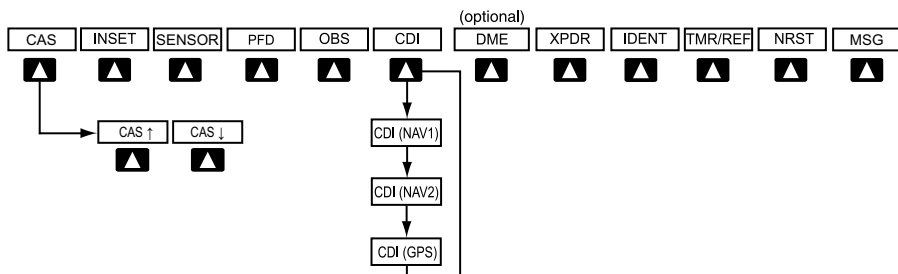 (optional)
CAS INSET SENSOR PFD OBS CDI DME XPDR IDENT TMR/REF NRST MSG
CAS ↑ CAS ↓
CDI (NAV1)
CDI (NAV2)
CDI (GPS)